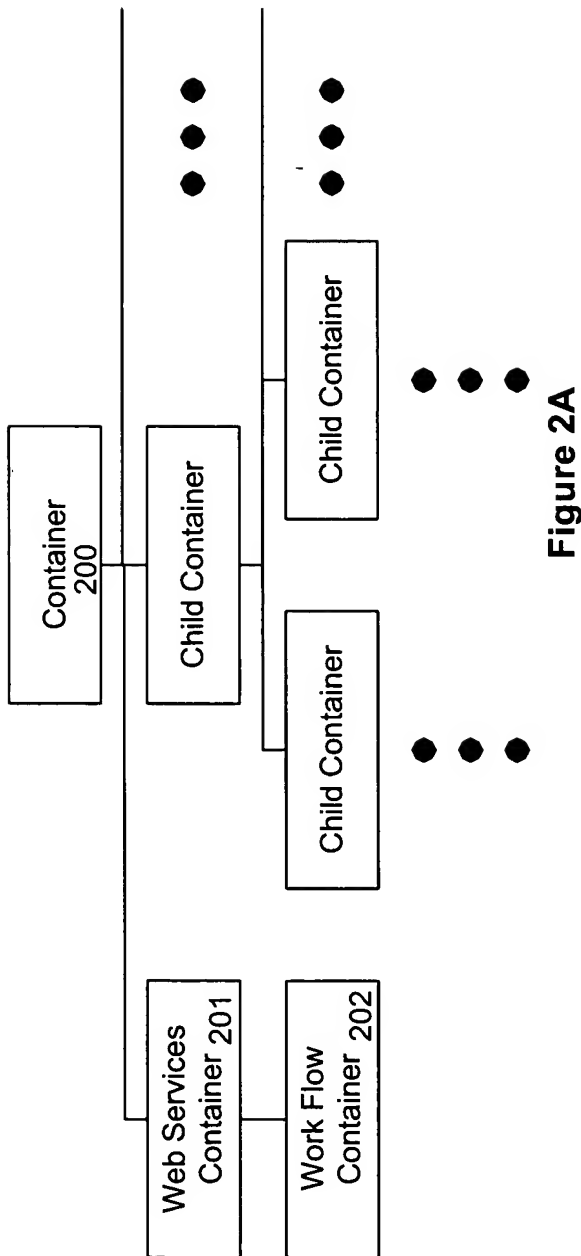 Container
200
Web Services
Container 201
Child Container
Work Flow
Container 202
Child Container
Child Container
Figure 2A